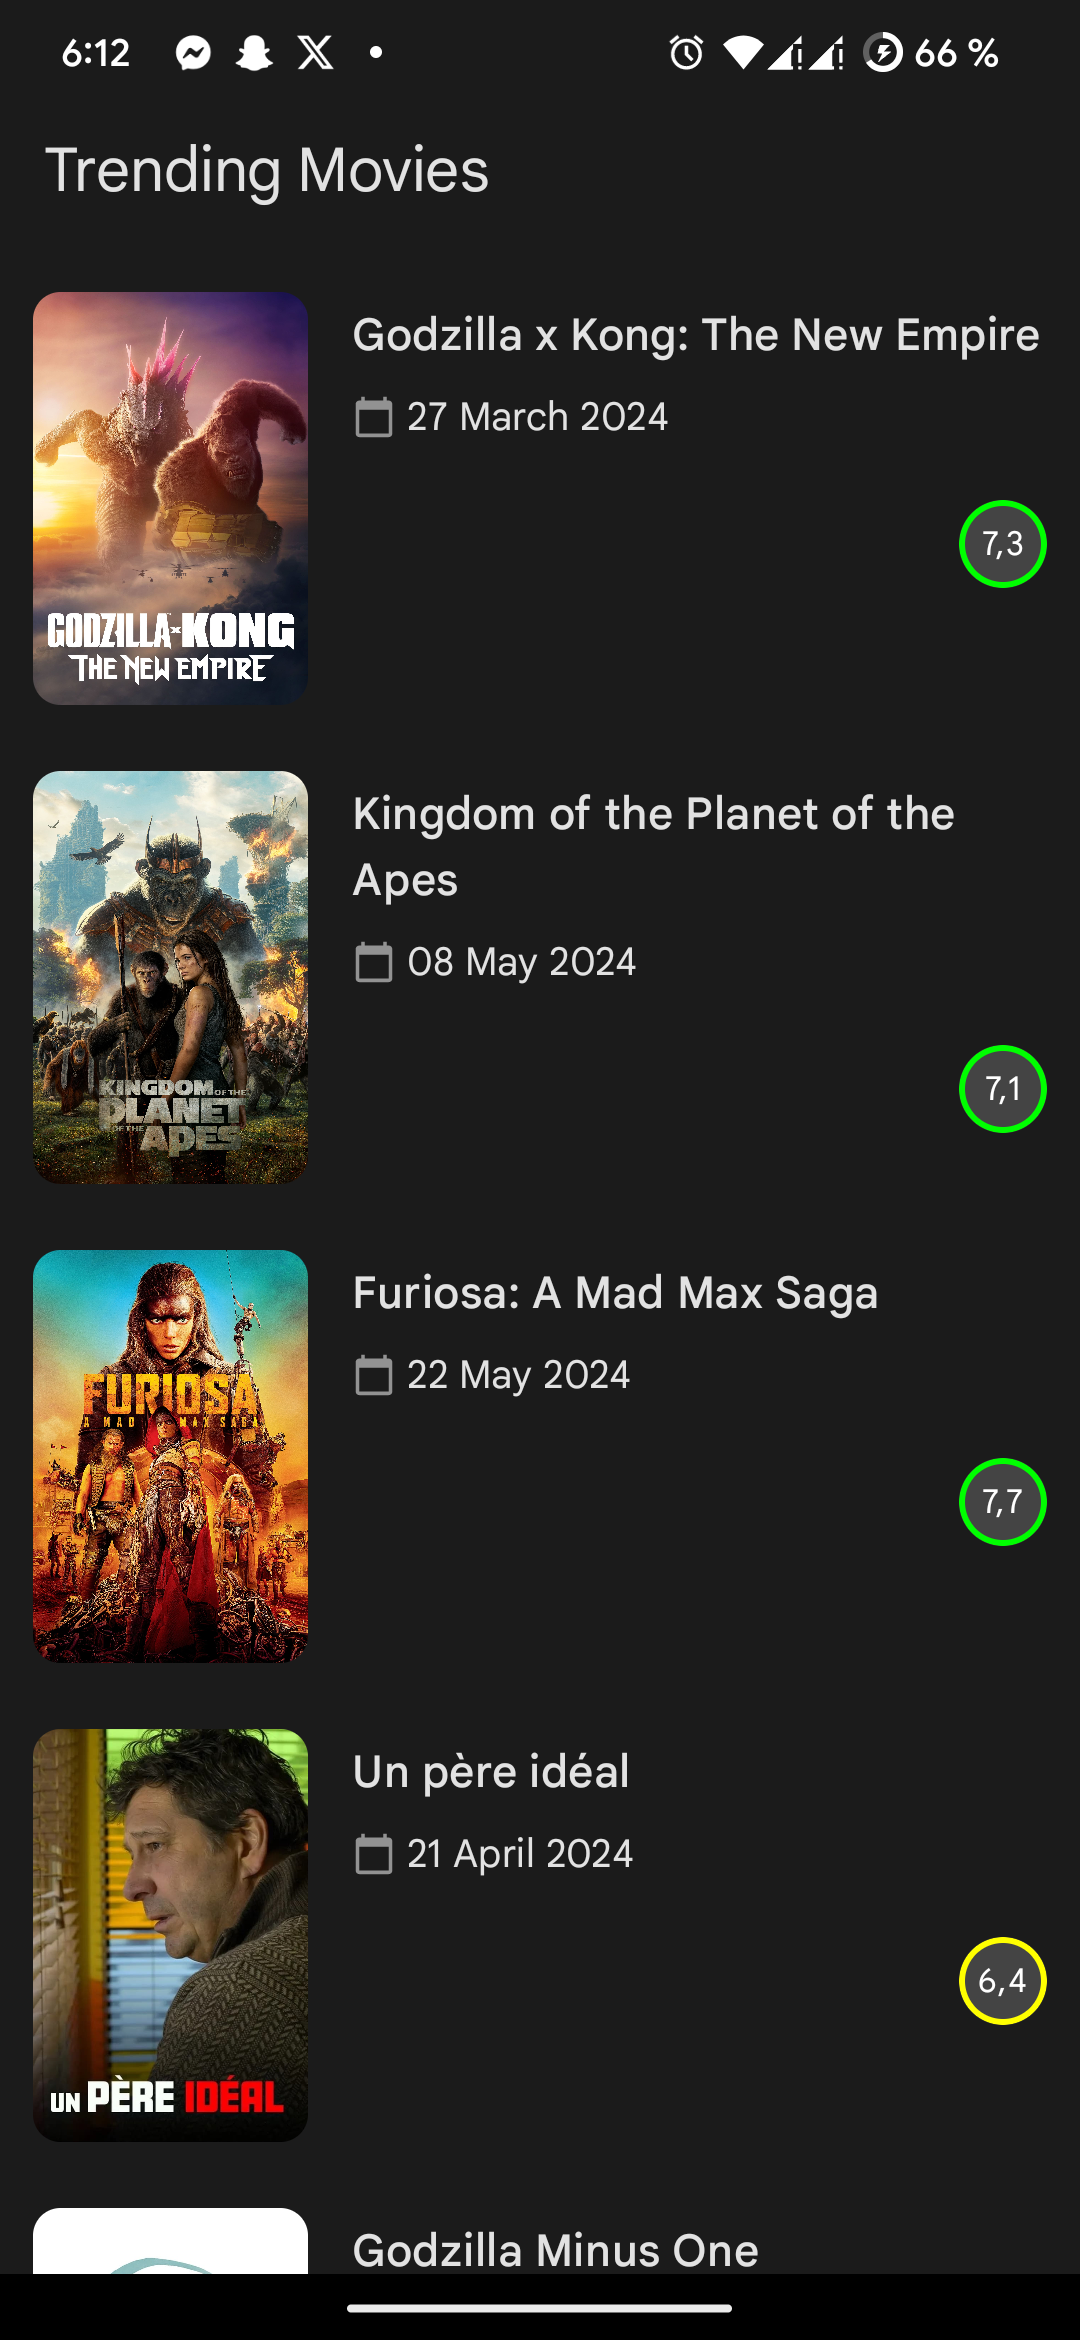 6:12
66 %
Trending Movies
Godzilla x Kong: The New Empire
27 March 2024
7,3
GODZILLA x KONG
THE NEW EMPIRE
Kingdom of the Planet of the
Apes
08 May 2024
7,1
KINGDOM OF THE
PLANET
OF THE APES
Furiosa: A Mad Max Saga
22 May 2024
7,7
FURIOSA
A MAD MAX SAGA
Un père idéal
21 April 2024
6,4
UN PÈRE IDÉAL
Godzilla Minus One